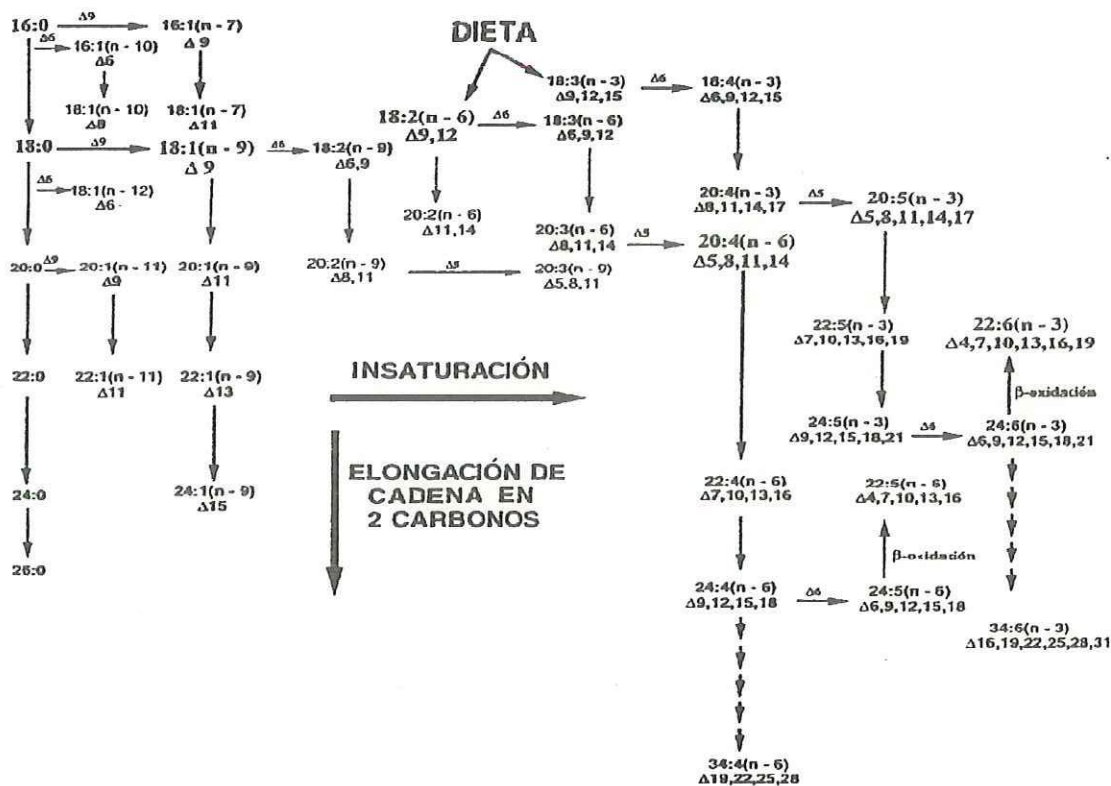 16:0
Δ9
16:1(n - 7)
Δ 9
Δ6
16:1(n - 10)
Δ6
18:1(n - 10)
Δ8
18:1(n - 7)
Δ11
18:0
Δ9
18:1(n - 9)
Δ 9
Δ6
18:2(n - 9)
Δ6,9
Δ6
18:1(n - 12)
Δ6
20:0
Δ9
20:1(n - 11)
Δ9
20:1(n - 9)
Δ11
20:2(n - 9)
Δ8,11
Δ5
20:3(n - 9)
Δ5,8,11
22:0
22:1(n - 11)
Δ11
22:1(n - 9)
Δ13
24:0
24:1(n - 9)
Δ15
26:0
DIETA
18:3(n - 3)
Δ9,12,15
Δ6
18:4(n - 3)
Δ6,9,12,15
18:2(n - 6)
Δ9,12
Δ6
18:3(n - 6)
Δ6,9,12
20:2(n - 6)
Δ11,14
20:3(n - 6)
Δ8,11,14
Δ5
20:4(n - 6)
Δ5,8,11,14
20:4(n - 3)
Δ8,11,14,17
Δ5
20:5(n - 3)
Δ5,8,11,14,17
22:5(n - 3)
Δ7,10,13,16,19
22:6(n - 3)
Δ4,7,10,13,16,19
β-oxidación
24:5(n - 3)
Δ9,12,15,18,21
Δ6
24:6(n - 3)
Δ6,9,12,15,18,21
INSATURACIÓN
ELONGACIÓN DE
CADENA EN
2 CARBONOS
22:4(n - 6)
Δ7,10,13,16
22:5(n - 6)
Δ4,7,10,13,16
β-oxidación
24:4(n - 6)
Δ9,12,15,18
Δ6
24:5(n - 6)
Δ6,9,12,15,18
34:6(n - 3)
Δ16,19,22,25,28,31
34:4(n - 6)
Δ19,22,25,28